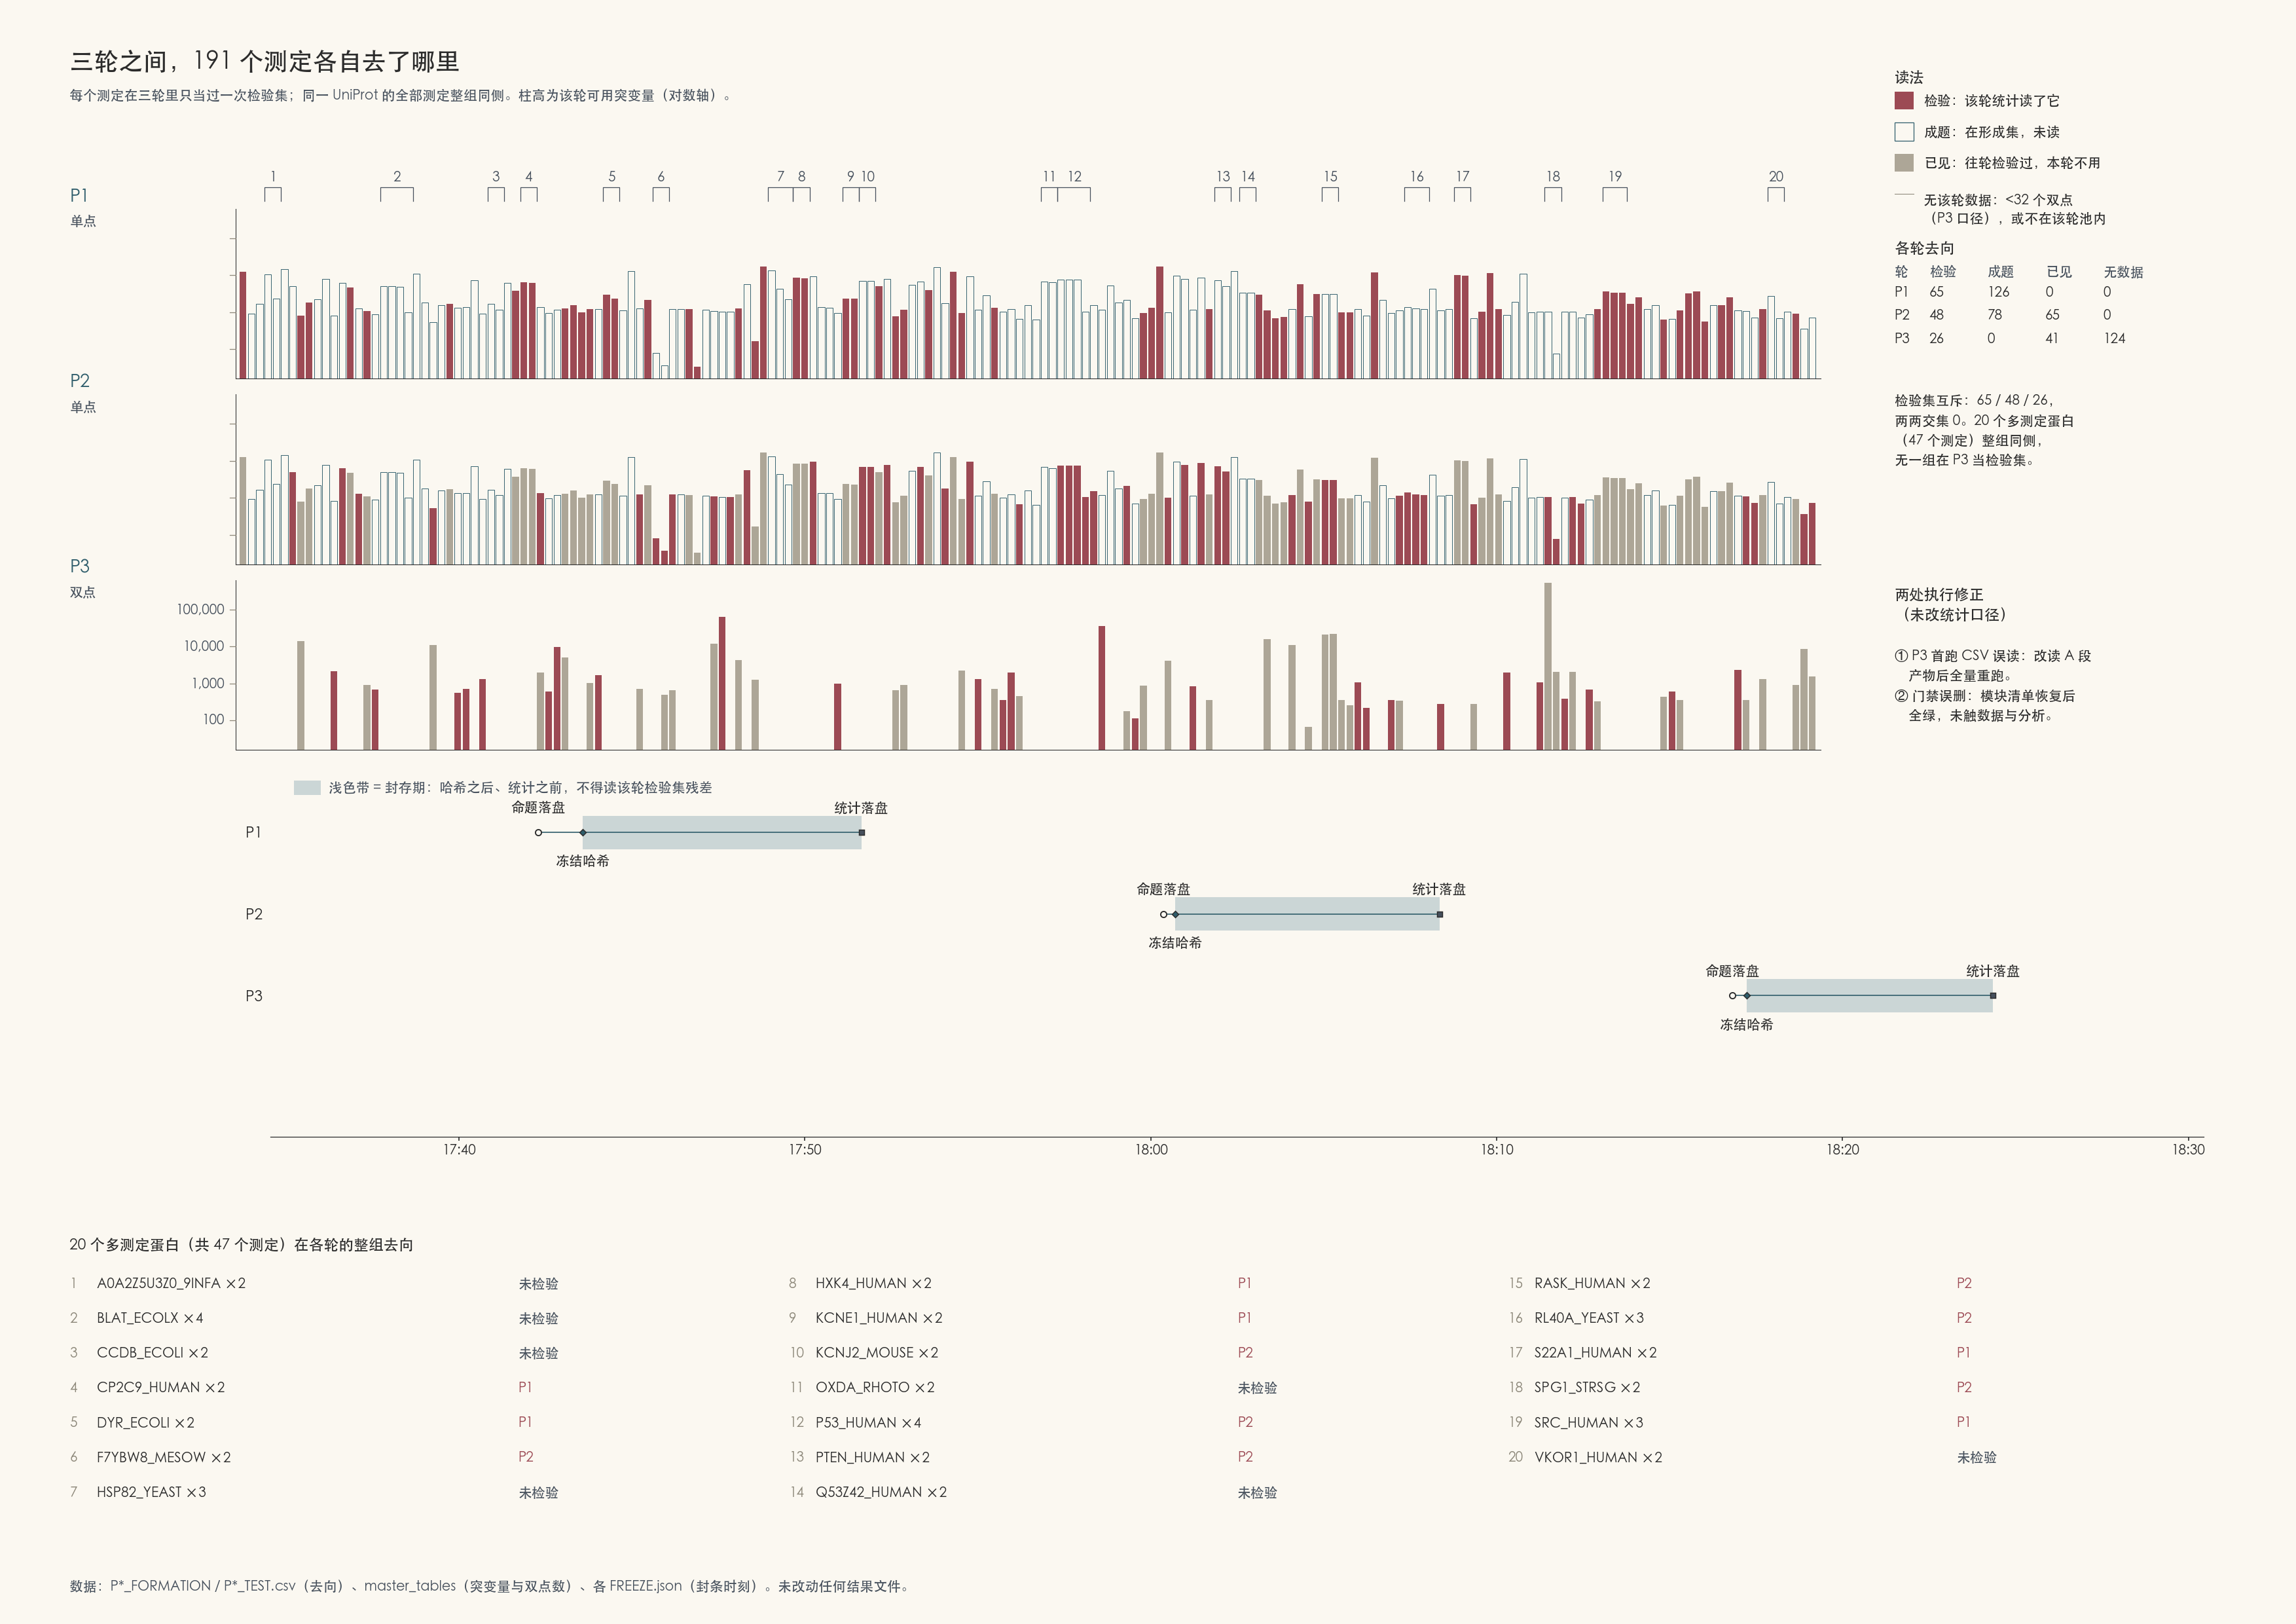 三轮之间，191 个测定各自去了哪里
每个测定在三轮里只当过一次检验集；同一 UniProt 的全部测定整组同侧。柱高为该轮可用突变量（对数轴）。
读法
检验：该轮统计读了它
成题：在形成集，未读
已见：往轮检验过，本轮不用
无该轮数据：<32 个双点
（P3 口径），或不在该轮池内
各轮去向
轮 检验 成题 已见 无数据
P1 65 126 0 0
P2 48 78 65 0
P3 26 0 41 124
检验集互斥：65 / 48 / 26，
两两交集 0。20 个多测定蛋白
（47 个测定）整组同侧，
无一组在 P3 当检验集。
两处执行修正
（未改统计口径）
① P3 首跑 CSV 误读：改读 A 段
产物后全量重跑。
② 门禁误删：模块清单恢复后
全绿，未触数据与分析。
1 2 3 4 5 6 7 8 9 10 11 12 13 14 15 16 17 18 19 20
P1
单点
P2
单点
P3
双点
100,000
10,000
1,000
100
浅色带 = 封存期：哈希之后、统计之前，不得读该轮检验集残差
命题落盘 统计落盘
P1
冻结哈希
命题落盘 统计落盘
P2
冻结哈希
命题落盘 统计落盘
P3
冻结哈希
17:40 17:50 18:00 18:10 18:20 18:30
20 个多测定蛋白（共 47 个测定）在各轮的整组去向
1 A0A2Z5U3Z0_9INFA ×2 未检验
2 BLAT_ECOLX ×4 未检验
3 CCDB_ECOLI ×2 未检验
4 CP2C9_HUMAN ×2 P1
5 DYR_ECOLI ×2 P1
6 F7YBW8_MESOW ×2 P2
7 HSP82_YEAST ×3 未检验
8 HXK4_HUMAN ×2 P1
9 KCNE1_HUMAN ×2 P1
10 KCNJ2_MOUSE ×2 P2
11 OXDA_RHOTO ×2 未检验
12 P53_HUMAN ×4 P2
13 PTEN_HUMAN ×2 P2
14 Q53Z42_HUMAN ×2 未检验
15 RASK_HUMAN ×2 P2
16 RL40A_YEAST ×3 P2
17 S22A1_HUMAN ×2 P1
18 SPG1_STRSG ×2 P2
19 SRC_HUMAN ×3 P1
20 VKOR1_HUMAN ×2 未检验
数据：P*_FORMATION / P*_TEST.csv（去向）、master_tables（突变量与双点数）、各 FREEZE.json（封条时刻）。未改动任何结果文件。